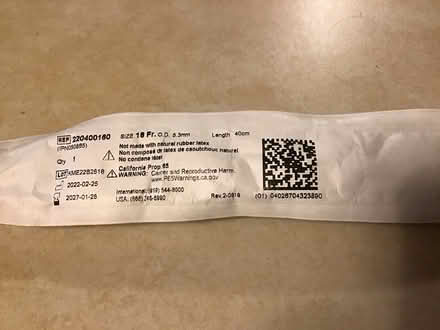 REF 220400160 SIZE 16 Fr. O.D. 5.3mm Length 40cm
(IPN050885)
Not made with natural rubber latex
Non composé de latex de caoutchouc naturel
No contiene látex
Qty 1
California Prop 65
WARNING: Cancer and Reproductive Harm.
www.P65Warnings.ca.gov
LOT KME22B2618
2022-02-25
2027-01-28
International: (919) 544-8000
USA: (866) 246-6990
Rev.2-0818
(01) 04026704323890